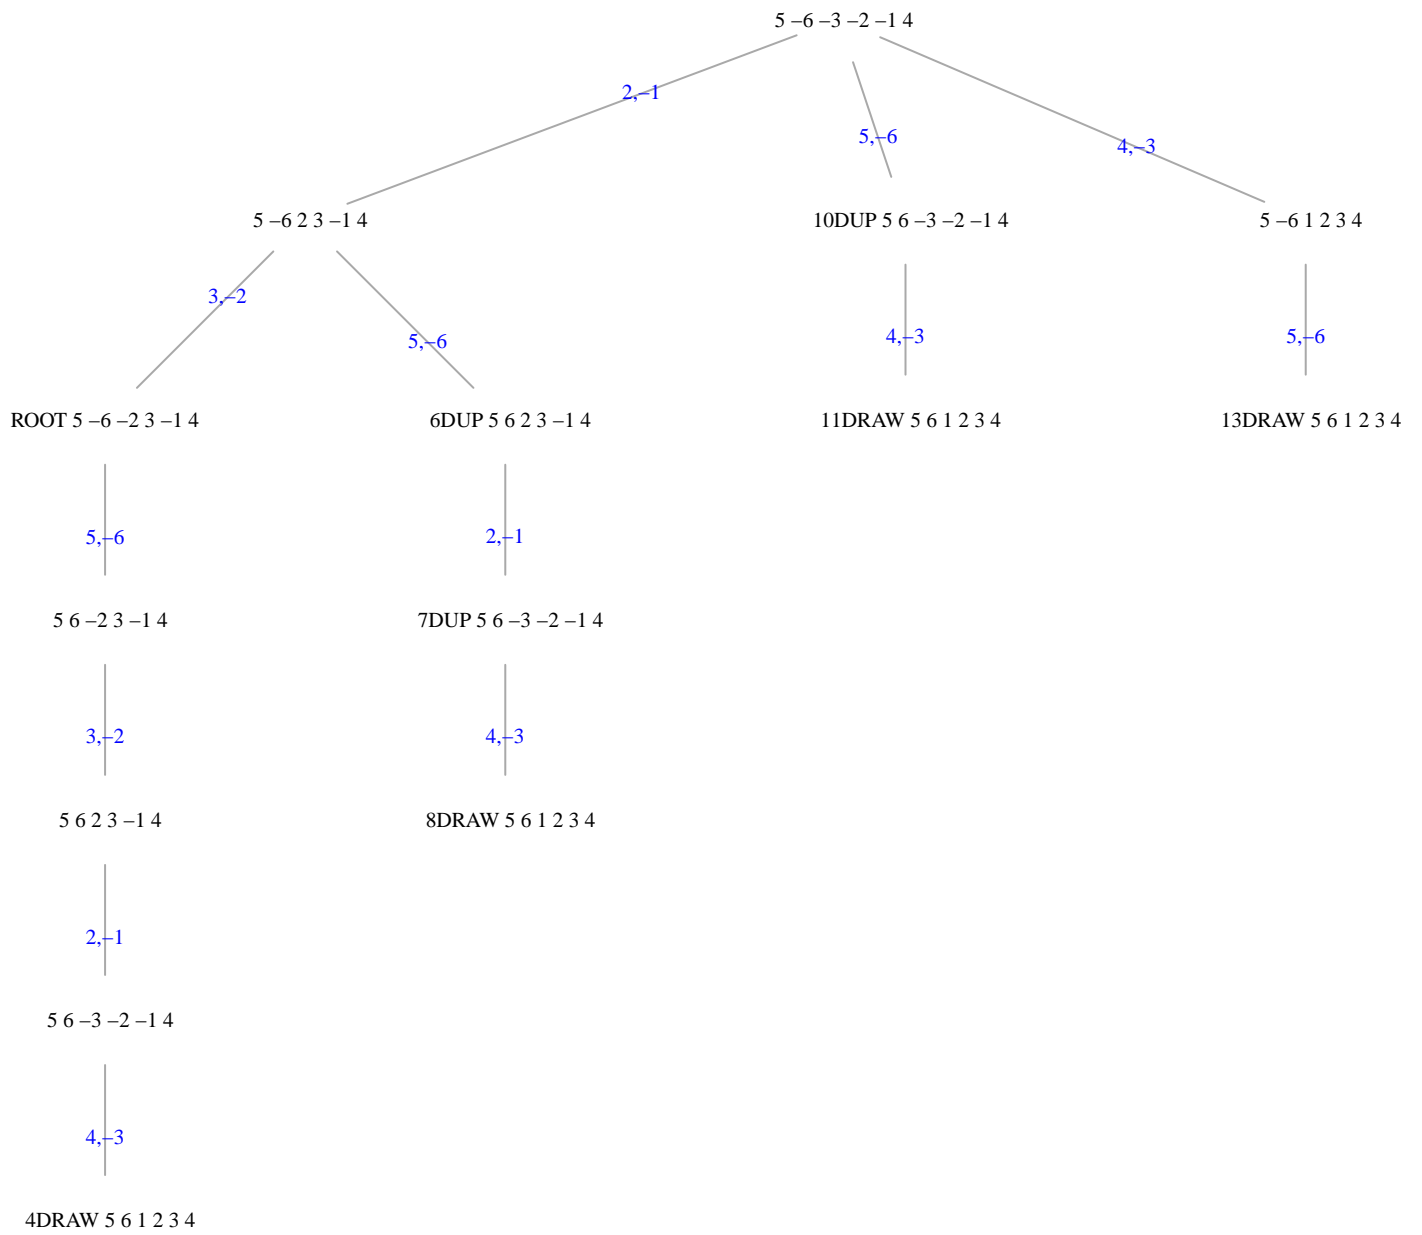 5 –6 –3 –2 –1 4
2,–1
5,–6
4,–3
5 –6 2 3 –1 4
10DUP 5 6 –3 –2 –1 4
5 –6 1 2 3 4
3,–2
5,–6
4,–3
5,–6
ROOT 5 –6 –2 3 –1 4
6DUP 5 6 2 3 –1 4
11DRAW 5 6 1 2 3 4
13DRAW 5 6 1 2 3 4
5,–6
2,–1
5 6 –2 3 –1 4
7DUP 5 6 –3 –2 –1 4
3,–2
4,–3
5 6 2 3 –1 4
8DRAW 5 6 1 2 3 4
2,–1
5 6 –3 –2 –1 4
4,–3
4DRAW 5 6 1 2 3 4